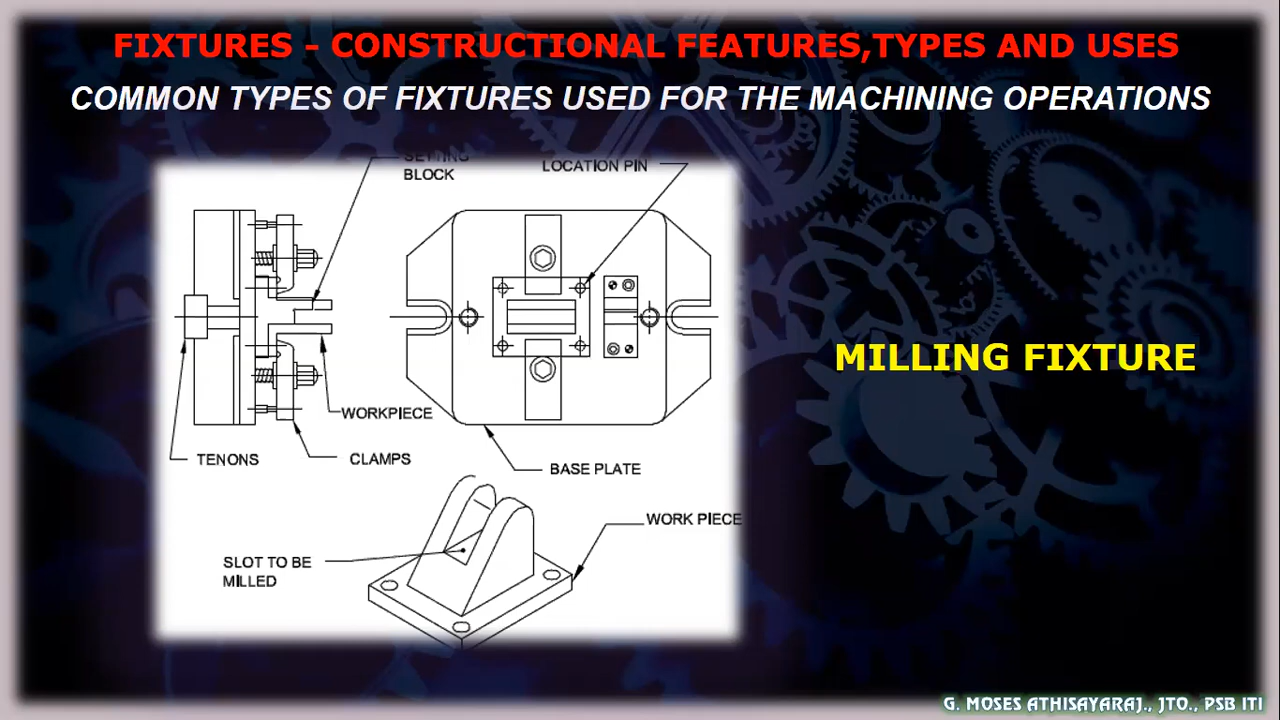 FIXTURES - CONSTRUCTIONAL FEATURES,TYPES AND USES
COMMON TYPES OF FIXTURES USED FOR THE MACHINING OPERATIONS
SETTING
BLOCK
LOCATION PIN
MILLING FIXTURE
WORKPIECE
TENONS
CLAMPS
BASE PLATE
WORK PIECE
SLOT TO BE
MILLED
G. MOSES ATHISAYARAJ., JTO., PSB ITI